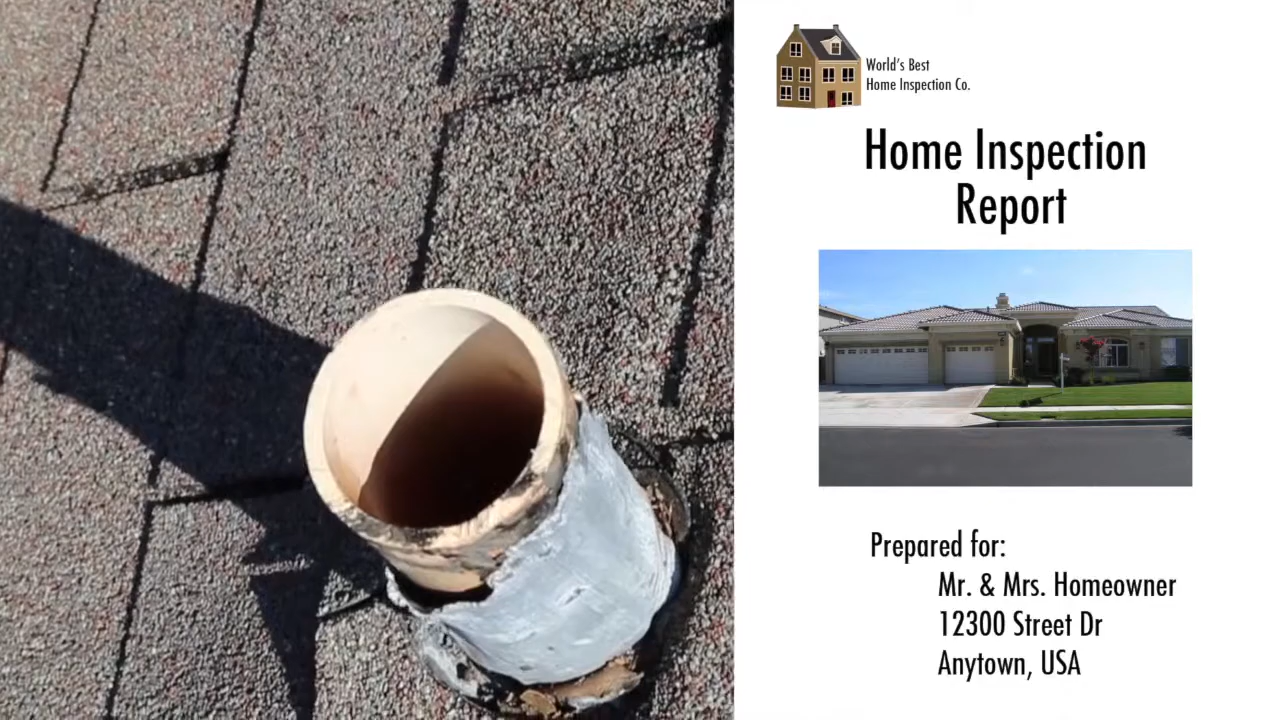 World's Best
Home Inspection Co.
Home Inspection
Report
Prepared for:
Mr. & Mrs. Homeowner
12300 Street Dr
Anytown, USA